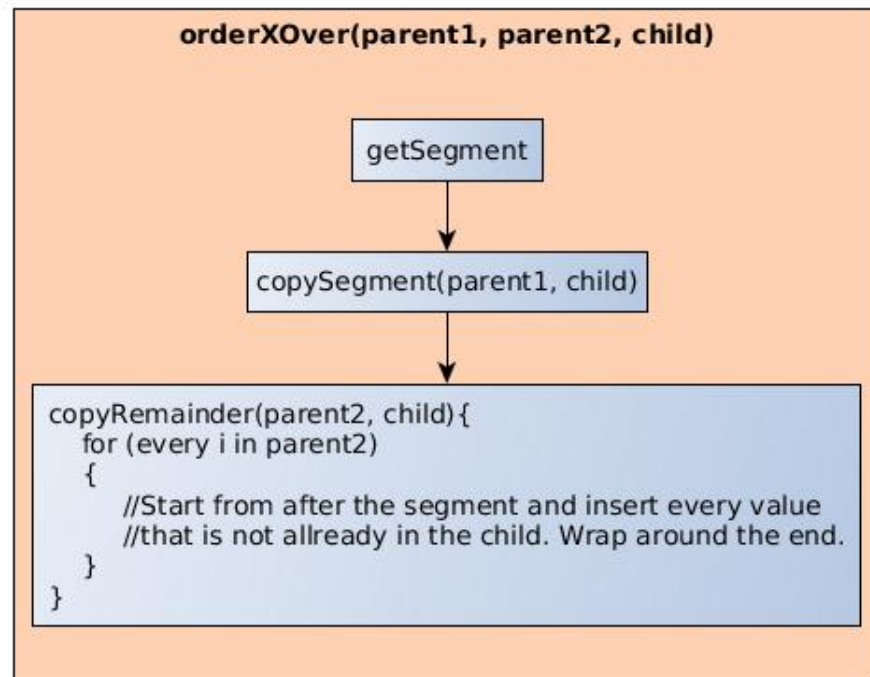 orderXOver(parent1, parent2, child)
getSegment
copySegment(parent1, child)
copyRemainder(parent2, child){
for (every i in parent2)
{
//Start from after the segment and insert every value
//that is not allready in the child. Wrap around the end.
}
}